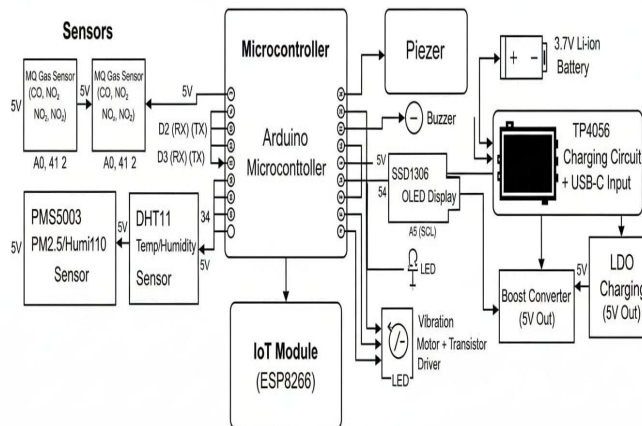 Sensors
MQ Gas Sensor
(CO, NO₂
NO₂, NO₂)
A0, 41 2
5V
5V
MQ Gas Sensor
(CO, NO₂
NO₂, NO₂)
A0, 41 2
5V
D2 (RX) (TX)
D3 (RX) (TX)
34
5V
PMS5003
PM2.5/Humi110
Sensor
5V
5V
DHT11
Temp/Humidity
Sensor
Microcontroller
Arduino
Microcontroller
IoT Module
(ESP8266)
Piezer
Buzzer
5V
54
SSD1306
OLED Display
A5 (SCL)
LED
Vibration
Motor + Transistor
Driver
LED
3.7V Li-ion
Battery
TP4056
Charging Circuit
+ USB-C Input
Boost Converter
(5V Out)
5V
LDO
Charging
(5V Out)